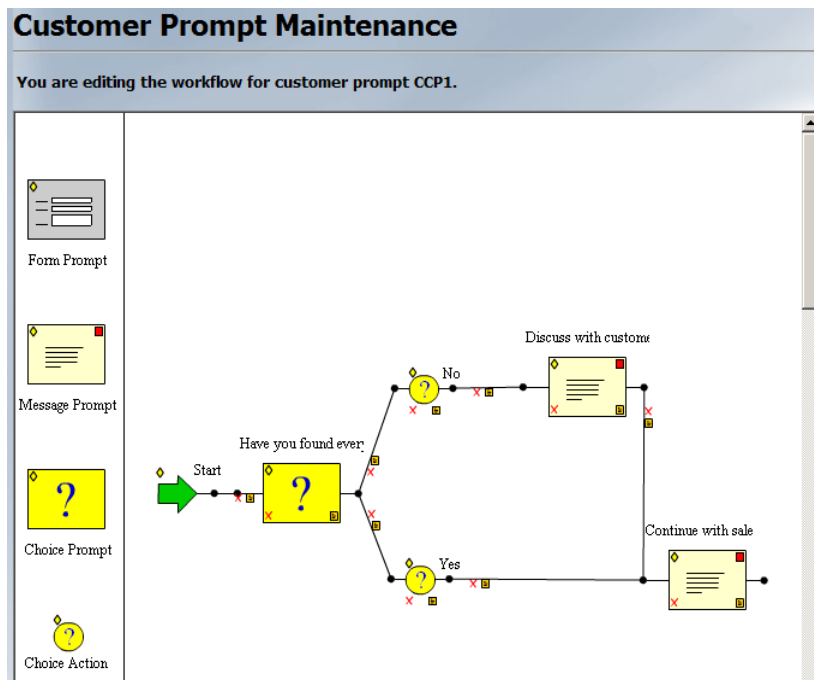 Customer Prompt Maintenance
You are editing the workflow for customer prompt CCP1.
Form Prompt
Message Prompt
Choice Prompt
Choice Action
Start
Have you found ever
No
Yes
Discuss with custome
Continue with sale